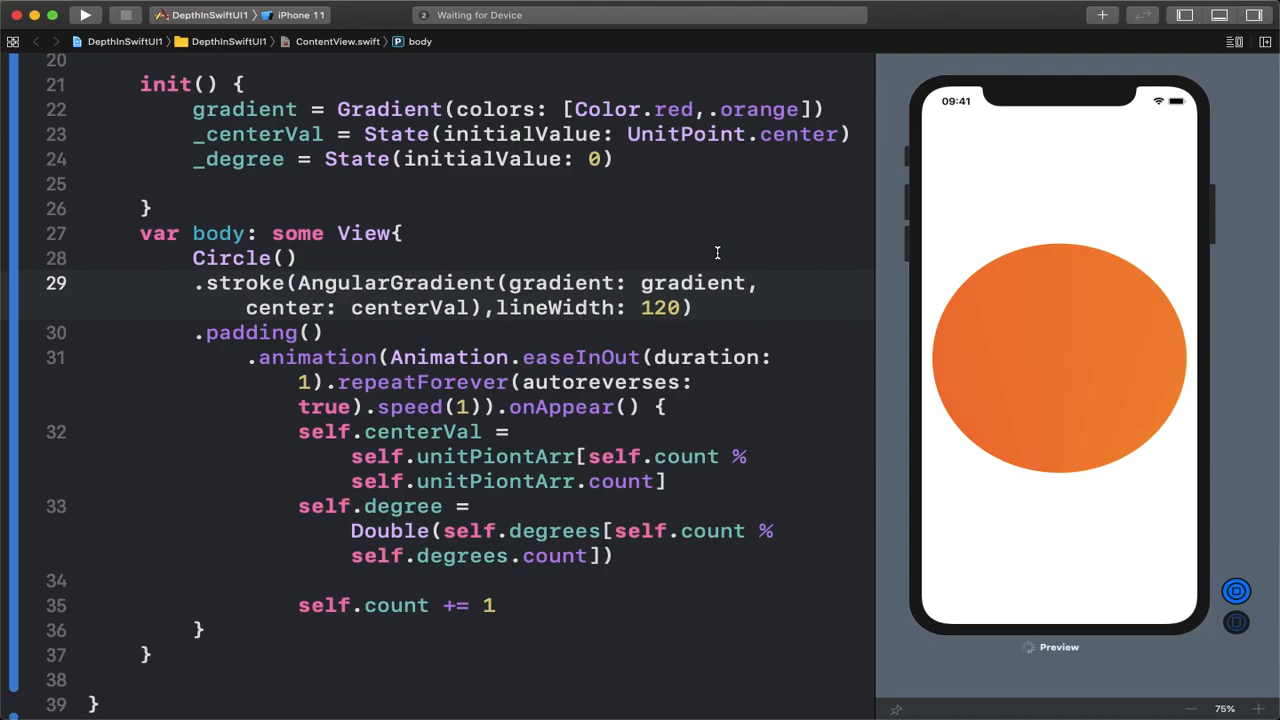 DepthInSwiftUI1 iPhone 11
2 Waiting for Device
DepthInSwiftUI1 DepthInSwiftUI1 ContentView.swift P body
20
21 init() {
22 gradient = Gradient(colors: [Color.red,.orange])
23 _centerVal = State(initialValue: UnitPoint.center)
24 _degree = State(initialValue: 0)
25
26 }
27 var body: some View{
28 Circle()
29 .stroke(AngularGradient(gradient: gradient,
center: centerVal),lineWidth: 120)
30 .padding()
31 .animation(Animation.easeInOut(duration:
1).repeatForever(autoreverses:
true).speed(1)).onAppear() {
32 self.centerVal =
self.unitPiontArr[self.count %
self.unitPiontArr.count]
33 self.degree =
Double(self.degrees[self.count %
self.degrees.count])
34
35 self.count += 1
36 }
37 }
38
39 }
09:41
Preview
75%